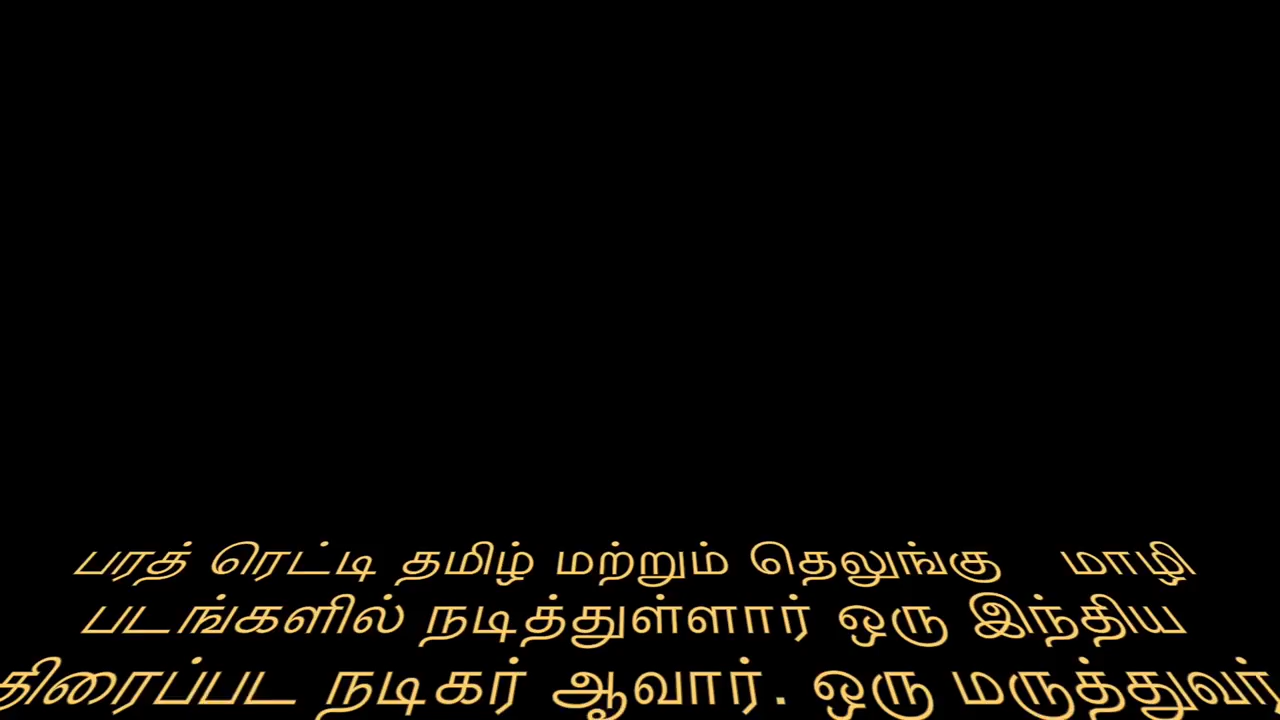 பரத் ரெட்டி தமிழ் மற்றும் தெலுங்கு மாழி
படங்களில் நடித்துள்ளார் ஒரு இந்திய
திரைப்பட நடிகர் ஆவார். ஒரு மருத்துவர்